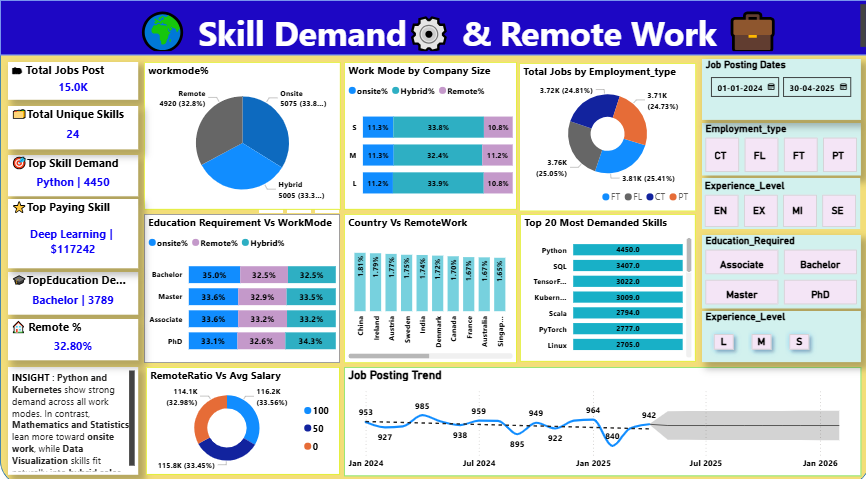 Skill Demand & Remote Work
Total Jobs Post
15.0K
Total Unique Skills
24
Top Skill Demand
Python | 4450
Top Paying Skill
Deep Learning |
$117242
TopEducation De...
Bachelor | 3789
Remote %
32.80%
INSIGHT : Python and
Kubernetes show strong
demand across all work
modes. In contrast,
Mathematics and Statistics
lean more toward onsite
work, while Data
Visualization skills fit
workmode%
Remote
4920 (32.8%)
Onsite
5075 (33.8...)
Hybrid
5005 (33.3...)
Work Mode by Company Size
onsite% Hybrid% Remote%
S 11.3% 33.8% 10.8%
M 11.3% 32.4% 11.2%
L 11.2% 33.9% 10.8%
Total Jobs by Employment_type
3.72K (24.81%)
3.71K
(24.73%)
3.76K
(25.05%)
3.81K (25.41%)
FT FL CT PT
Education Requirement Vs WorkMode
onsite% Remote% Hybrid%
Bachelor 35.0% 32.5% 32.5%
Master 33.6% 32.9% 33.5%
Associate 33.6% 33.2% 33.2%
PhD 33.1% 32.6% 34.3%
Country Vs RemoteWork
1.81% 1.79% 1.77% 1.75% 1.74% 1.72% 1.70% 1.67% 1.67% 1.65%
China Ireland Austria Sweden India Denmark Canada France Australia Singap...
Top 20 Most Demanded Skills
Python 4450.0
SQL 3407.0
TensorF... 3022.0
Kubern... 3009.0
Scala 2794.0
PyTorch 2777.0
Linux 2705.0
RemoteRatio Vs Avg Salary
114.1K
(32.98%)
116.2K
(33.56%)
115.8K (33.45%)
100
50
0
Job Posting Trend
953 927 985 938 959 895 949 922 964 840 942
Jan 2024 Jul 2024 Jan 2025 Jul 2025 Jan 2026
Job Posting Dates
01-01-2024 30-04-2025
Employment_type
CT FL FT PT
Experience_Level
EN EX MI SE
Education_Required
Associate Bachelor
Master PhD
Experience_Level
L M S